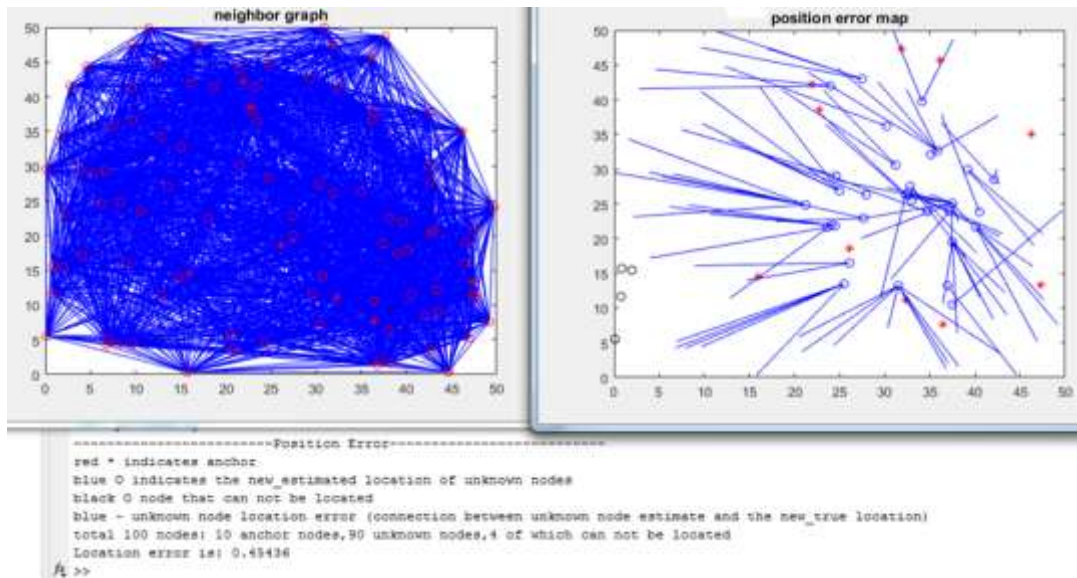 neighbor graph
50
45
40
35
30
25
20
15
10
5
0
0 5 10 15 20 25 30 35 40 45 50
position error map
50
45
40
35
30
25
20
15
10
5
0
0 5 10 15 20 25 30 35 40 45 50
------------------------Position Error--------------------------
red * indicates anchor
blue O indicates the new_estimated location of unknown nodes
black O node that can not be located
blue - unknown node location error (connection between unknown node estimate and the new_true location)
total 100 nodes: 10 anchor nodes,90 unknown nodes,4 of which can not be located
Location error is: 0.45436
fx >>